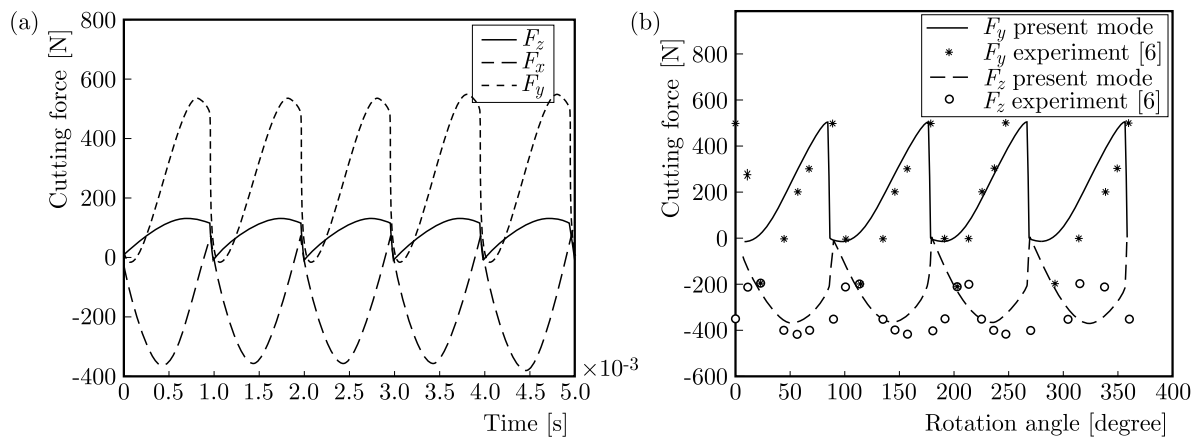 (a)
Cutting force [N]
800
600
400
200
0
-200
-400
F_z
F_x
F_y
0 0.5 1.0 1.5 2.0 2.5 3.0 3.5 4.0 4.5 5.0
×10^-3
Time [s]
(b)
Cutting force [N]
800
600
400
200
0
-200
-400
-600
F_y present mode
F_y experiment [6]
F_z present mode
F_z experiment [6]
0 50 100 150 200 250 300 350 400
Rotation angle [degree]